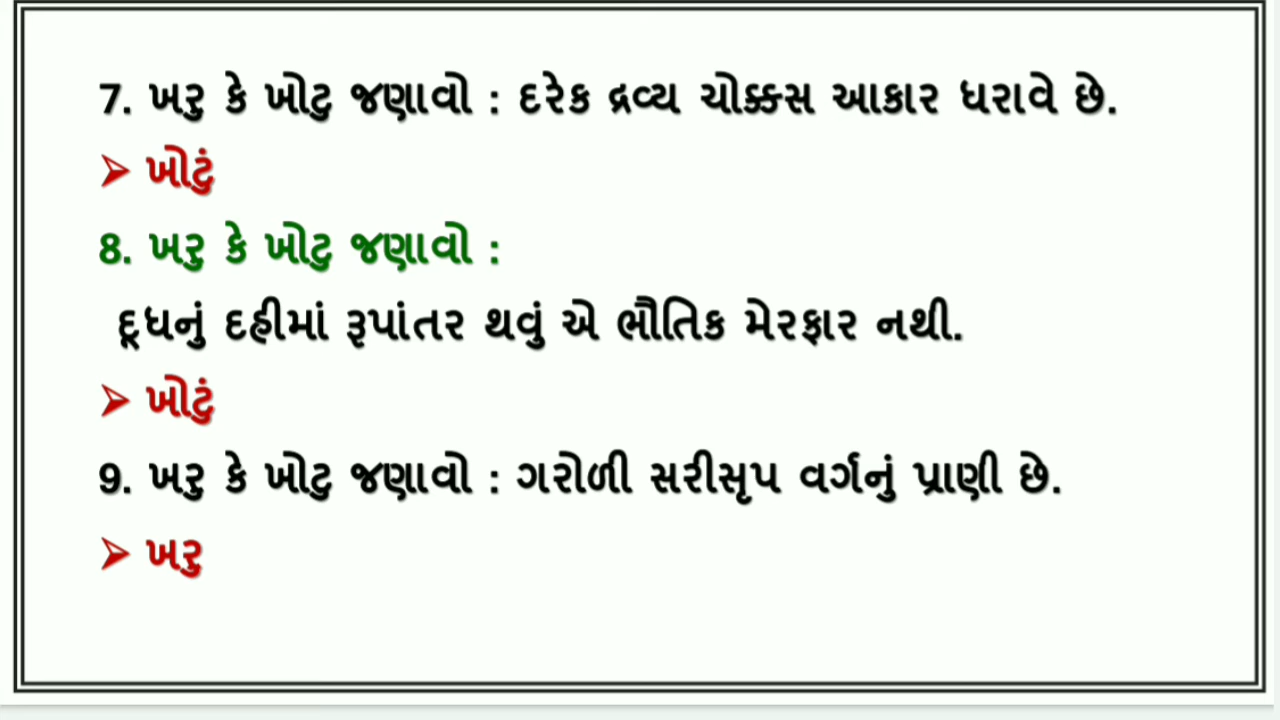 7. ખરુ કે ખોટુ જણાવો : દરેક દ્રવ્ય ચોક્કસ આકાર ધરાવે છે.
➢ ખોટું
8. ખરુ કે ખોટુ જણાવો :
દૂધનું દહીમાં રૂપાંતર થવું એ ભૌતિક મેરફાર નથી.
➢ ખોટું
9. ખરુ કે ખોટુ જણાવો : ગરોળી સરીસૃપ વર્ગનું પ્રાણી છે.
➢ ખરુ